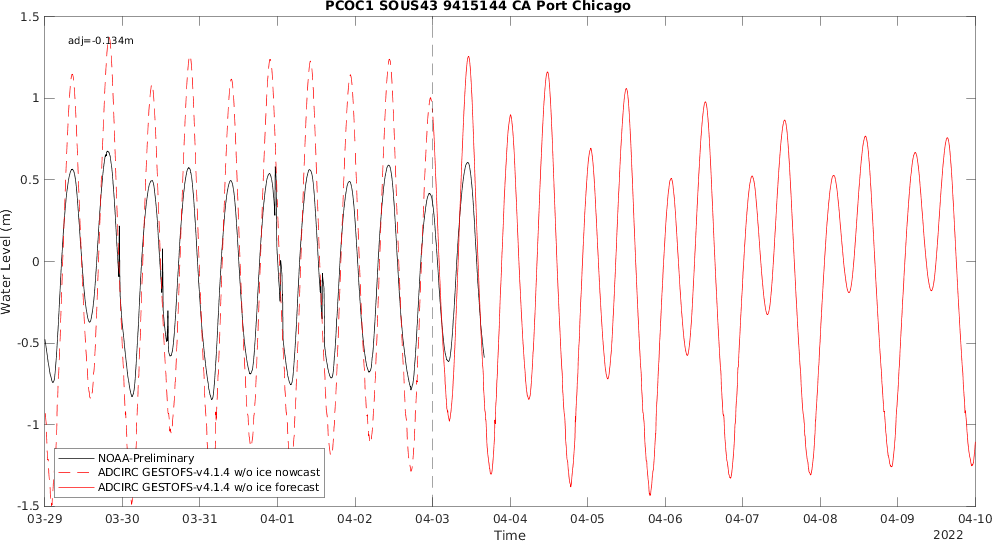 PCOC1 SOUS43 9415144 CA Port Chicago
adj=-0.134m
1.5
1
0.5
0
-0.5
-1
-1.5
Water Level (m)
NOAA-Preliminary
ADCIRC GESTOFS-v4.1.4 w/o ice nowcast
ADCIRC GESTOFS-v4.1.4 w/o ice forecast
03-29 03-30 03-31 04-01 04-02 04-03 04-04 04-05 04-06 04-07 04-08 04-09 04-10
Time
2022